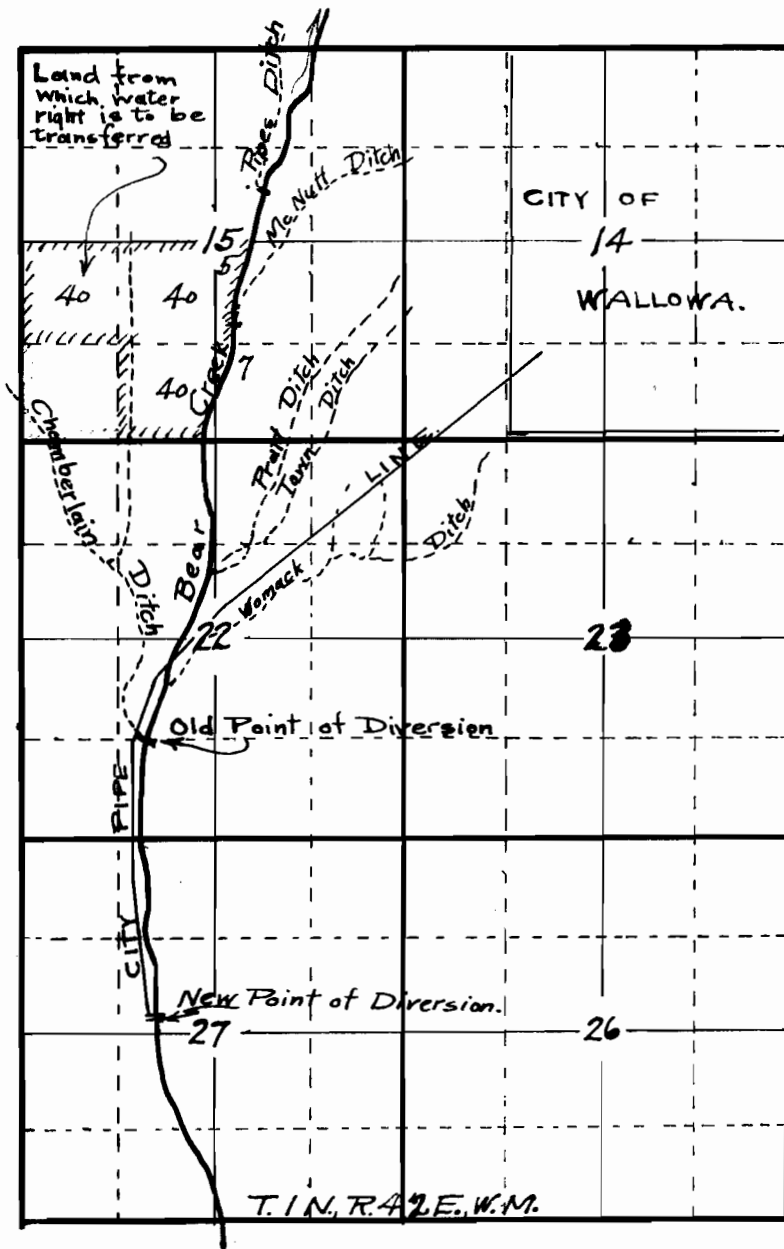 Land from
which water
right is to be
transferred
Pipes Ditch
McNutt Ditch
CITY OF
14
WALLOWA.
15
5
40
40
40
7
Creek
Bear
Chamberlain
Ditch
Pratt Ditch
Town Ditch
LINE
Womack
Ditch
22
23
Old Point of Diversion
PIPE
CITY
New Point of Diversion.
27
26
T. 1 N., R. 42 E., W.M.